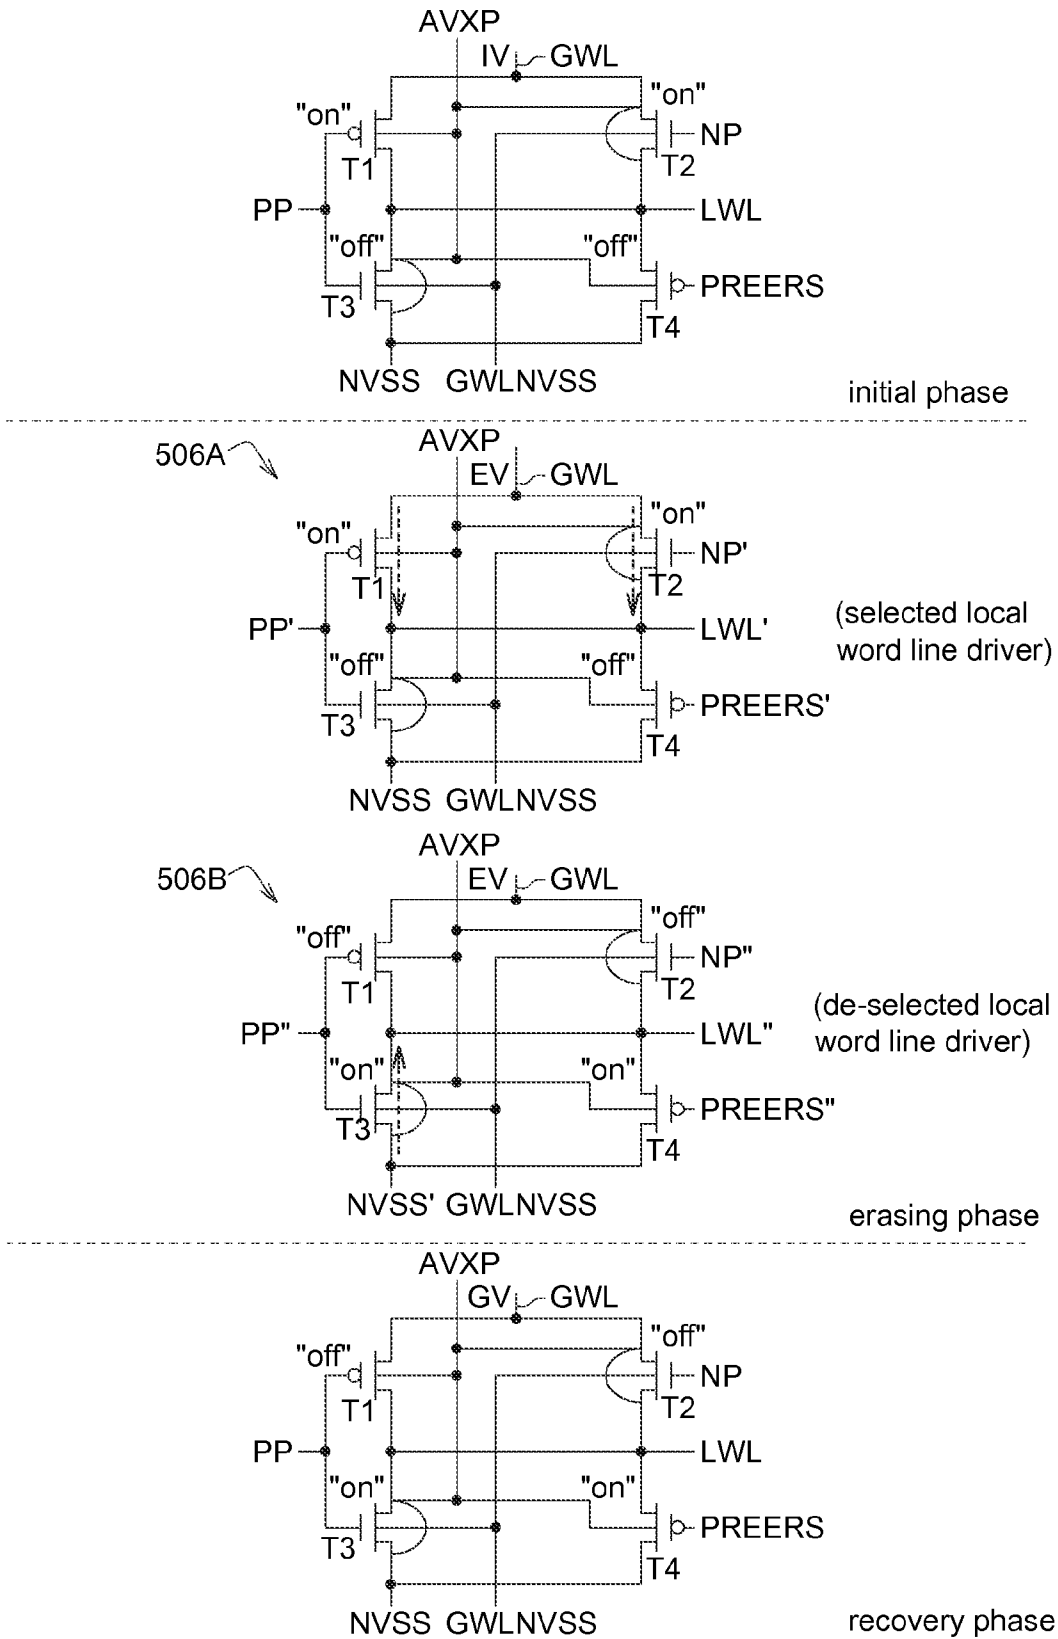 AVXP
IV GWL
"on" "on"
NP
T1 T2
PP LWL
"off" "off"
PREERS
T3 T4
NVSS GWLNVSS
initial phase
506A
AVXP
EV GWL
"on" "on"
NP'
T1 T2
PP' LWL'
(selected local
word line driver)
"off" "off"
PREERS'
T3 T4
NVSS GWLNVSS
506B
AVXP
EV GWL
"off" "off"
NP"
T1 T2
PP" LWL"
(de-selected local
word line driver)
"on" "on"
PREERS"
T3 T4
NVSS' GWLNVSS
erasing phase
AVXP
GV GWL
"off" "off"
NP
T1 T2
PP LWL
"on" "on"
PREERS
T3 T4
NVSS GWLNVSS
recovery phase